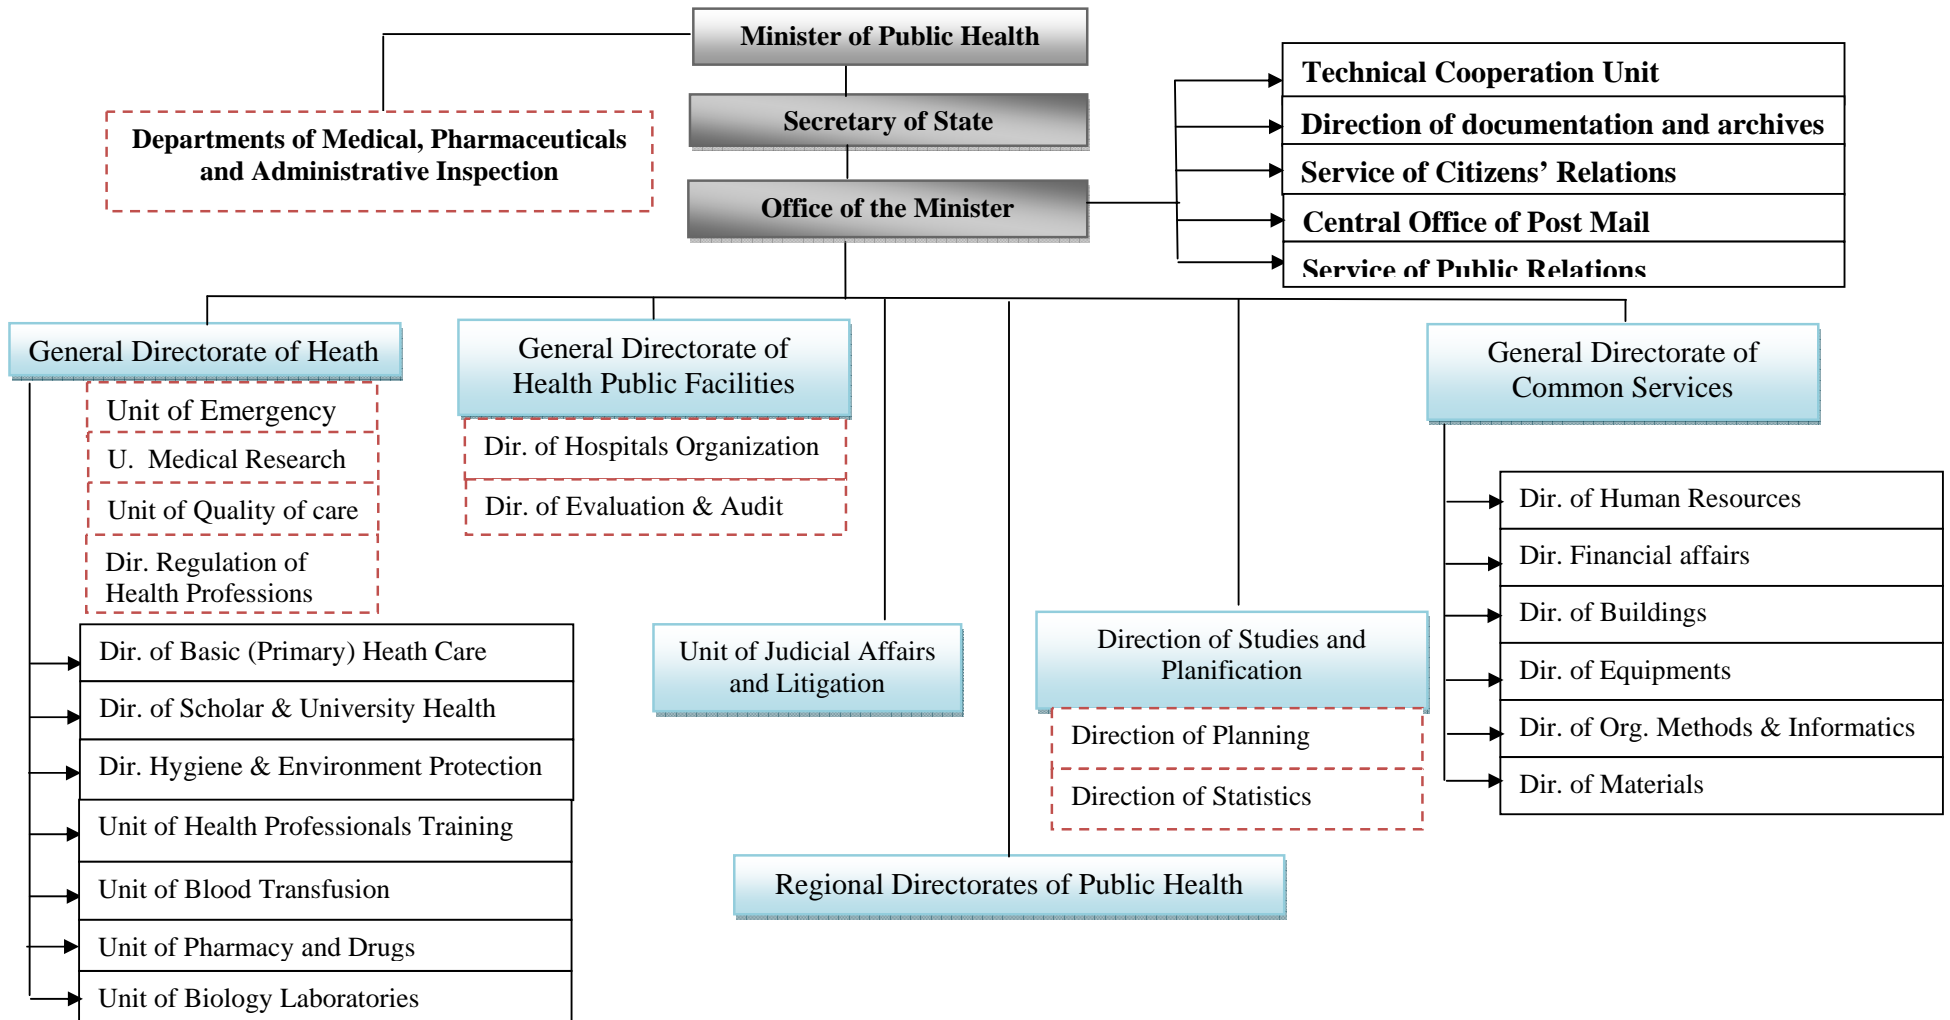 Minister of Public Health
Secretary of State
Office of the Minister
Departments of Medical, Pharmaceuticals
and Administrative Inspection
Technical Cooperation Unit
Direction of documentation and archives
Service of Citizens’ Relations
Central Office of Post Mail
Service of Public Relations
General Directorate of Heath
Unit of Emergency
U. Medical Research
Unit of Quality of care
Dir. Regulation of
Health Professions
Dir. of Basic (Primary) Heath Care
Dir. of Scholar & University Health
Dir. Hygiene & Environment Protection
Unit of Health Professionals Training
Unit of Blood Transfusion
Unit of Pharmacy and Drugs
Unit of Biology Laboratories
General Directorate of
Health Public Facilities
Dir. of Hospitals Organization
Dir. of Evaluation & Audit
Unit of Judicial Affairs
and Litigation
Regional Directorates of Public Health
Direction of Studies and
Planification
Direction of Planning
Direction of Statistics
General Directorate of
Common Services
Dir. of Human Resources
Dir. Financial affairs
Dir. of Buildings
Dir. of Equipments
Dir. of Org. Methods & Informatics
Dir. of Materials